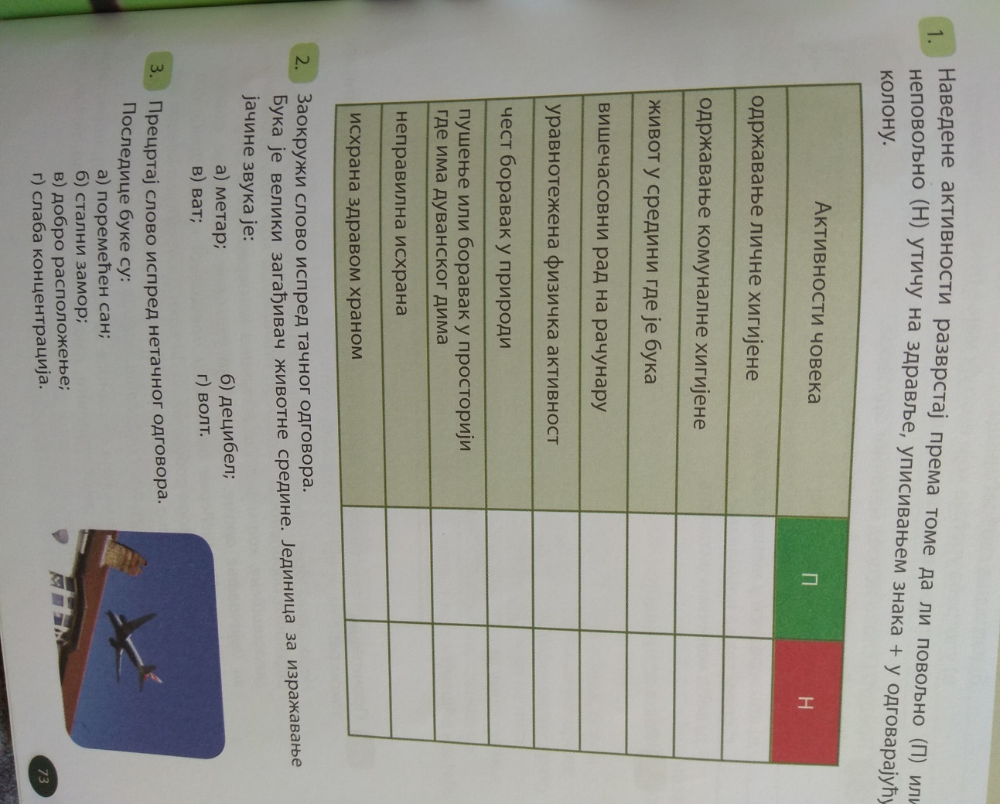 1. Наведене активности разврстај према томе да ли повољно (П) или
неповољно (Н) утичу на здравље, уписивањем знака + у одговарајућу
колону.
Активности човека П Н
одржавање личне хигијене
одржавање комуналне хигијене
живот у средини где је бука
вишечасовни рад на рачунару
уравнотежена физичка активност
чест боравак у природи
пушење или боравак у просторији
где има дуванског дима
неправилна исхрана
исхрана здравом храном
2. Заокружи слово испред тачног одговора.
Бука је велики загађивач животне средине. Јединица за изражавање
јачине звука је:
а) метар; б) децибел;
в) ват; г) волт.
3. Прецртај слово испред нетачног одговора.
Последице буке су:
а) поремећен сан;
б) стални замор;
в) добро расположење;
г) слаба концентрација.
73